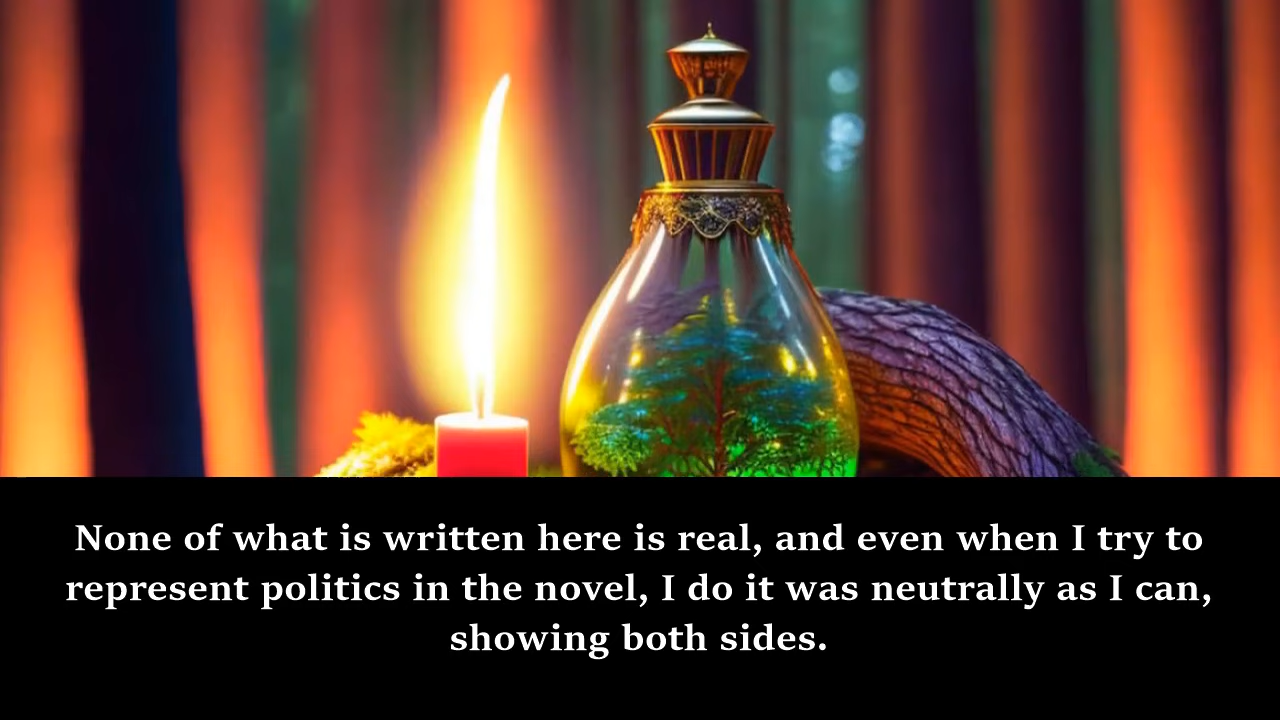 None of what is written here is real, and even when I try to
represent politics in the novel, I do it was neutrally as I can,
showing both sides.